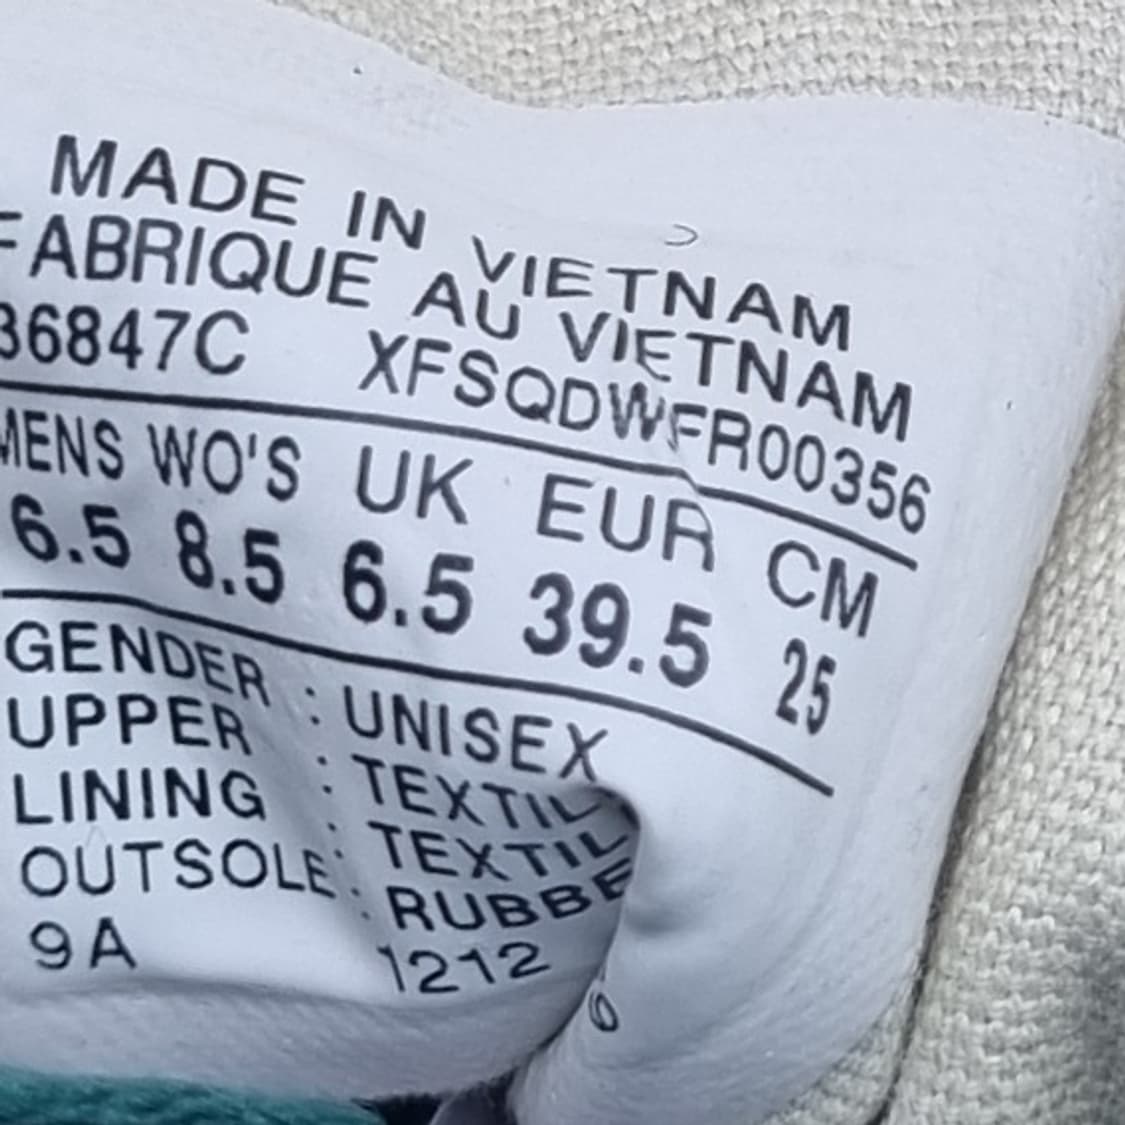 MADE IN VIETNAM
FABRIQUE AU VIETNAM
36847C XFSQDWFR00356
MENS WO'S UK EUR CM
6.5 8.5 6.5 39.5 25
GENDER : UNISEX
UPPER : TEXTIL
LINING : TEXTIL
OUTSOLE : RUBBE
9A 1212